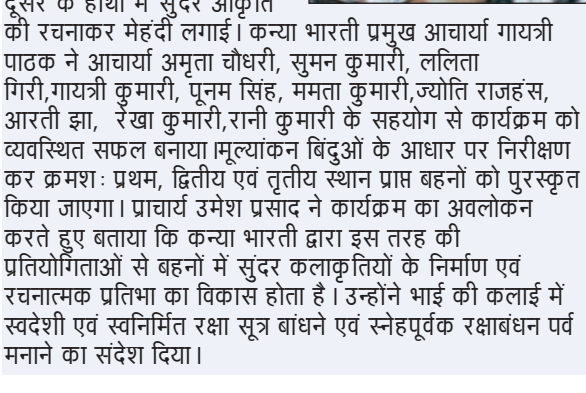 दूसरे के हाथों में सुंदर आकृति
की रचनाकर मेहंदी लगाई। कन्या भारती प्रमुख आचार्या गायत्री
पाठक ने आचार्या अमृता चौधरी, सुमन कुमारी, ललिता
गिरी,गायत्री कुमारी, पूनम सिंह, ममता कुमारी,ज्योति राजहंस,
आरती झा, रेखा कुमारी,रानी कुमारी के सहयोग से कार्यक्रम को
व्यवस्थित सफल बनाया।मूल्यांकन बिंदुओं के आधार पर निरीक्षण
कर क्रमशः प्रथम, द्वितीय एवं तृतीय स्थान प्राप्त बहनों को पुरस्कृत
किया जाएगा। प्राचार्य उमेश प्रसाद ने कार्यक्रम का अवलोकन
करते हुए बताया कि कन्या भारती द्वारा इस तरह की
प्रतियोगिताओं से बहनों में सुंदर कलाकृतियों के निर्माण एवं
रचनात्मक प्रतिभा का विकास होता है। उन्होंने भाई की कलाई में
स्वदेशी एवं स्वनिर्मित रक्षा सूत्र बांधने एवं स्नेहपूर्वक रक्षाबंधन पर्व
मनाने का संदेश दिया।